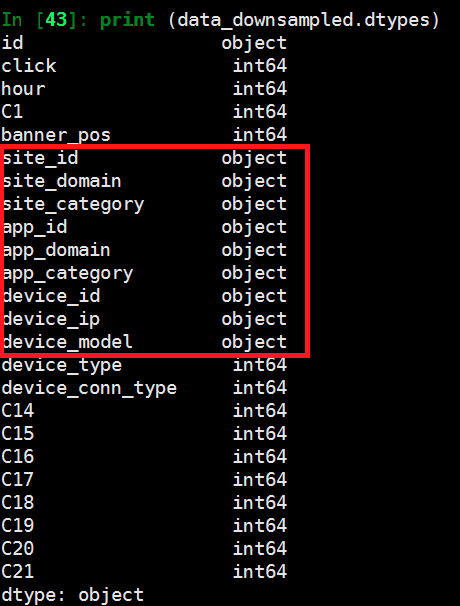 In [43]: print (data_downsampled.dtypes)
id object
click int64
hour int64
C1 int64
banner_pos int64
site_id object
site_domain object
site_category object
app_id object
app_domain object
app_category object
device_id object
device_ip object
device_model object
device_type int64
device_conn_type int64
C14 int64
C15 int64
C16 int64
C17 int64
C18 int64
C19 int64
C20 int64
C21 int64
dtype: object